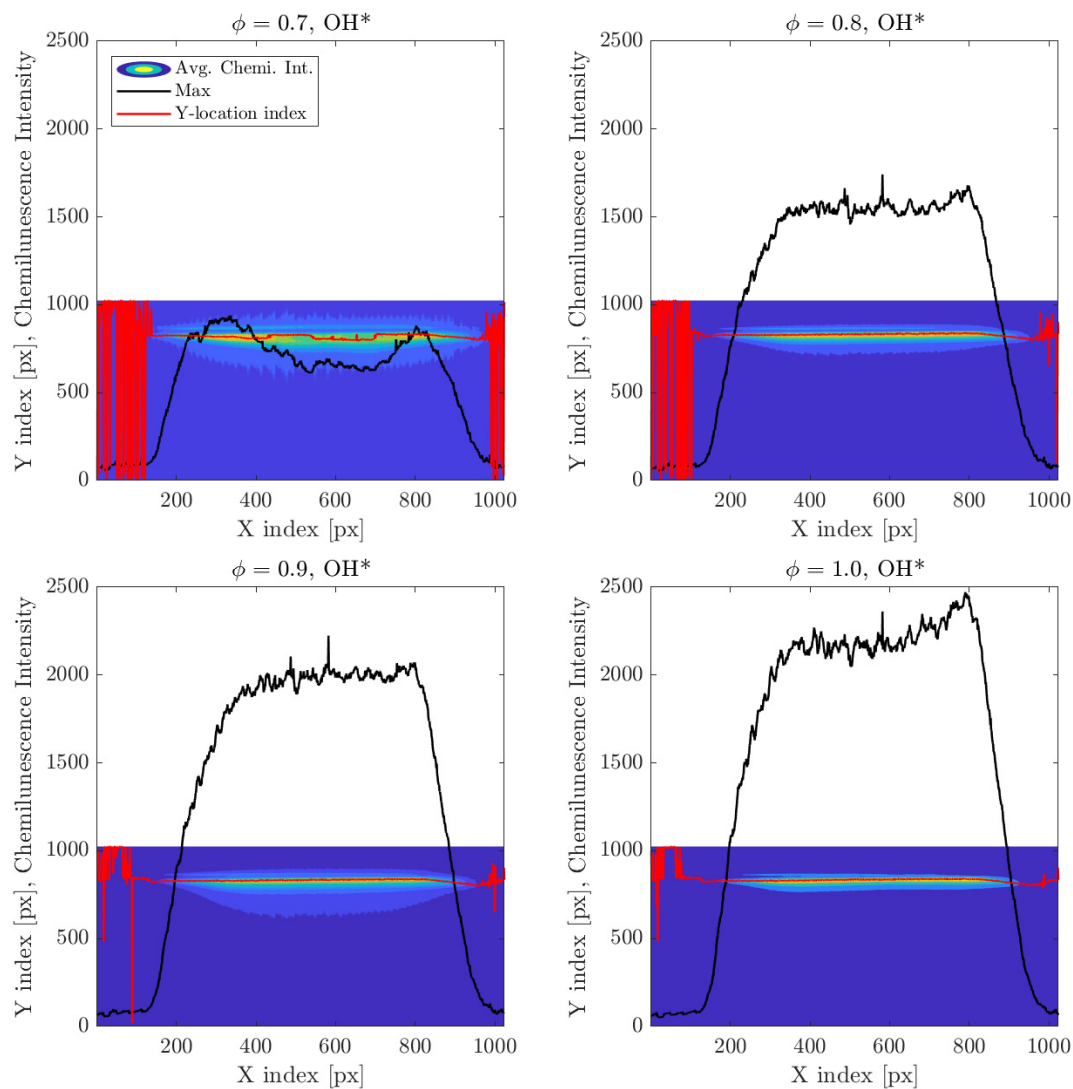 ϕ = 0.7, OH*
2500
2000
1500
1000
500
0
200
400
600
800
1000
X index [px]
Y index [px], Chemilunescence Intensity
Avg. Chemi. Int.
Max
Y-location index
ϕ = 0.8, OH*
2500
2000
1500
1000
500
0
200
400
600
800
1000
X index [px]
Y index [px], Chemilunescence Intensity
ϕ = 0.9, OH*
2500
2000
1500
1000
500
0
200
400
600
800
1000
X index [px]
Y index [px], Chemilunescence Intensity
ϕ = 1.0, OH*
2500
2000
1500
1000
500
0
200
400
600
800
1000
X index [px]
Y index [px], Chemilunescence Intensity